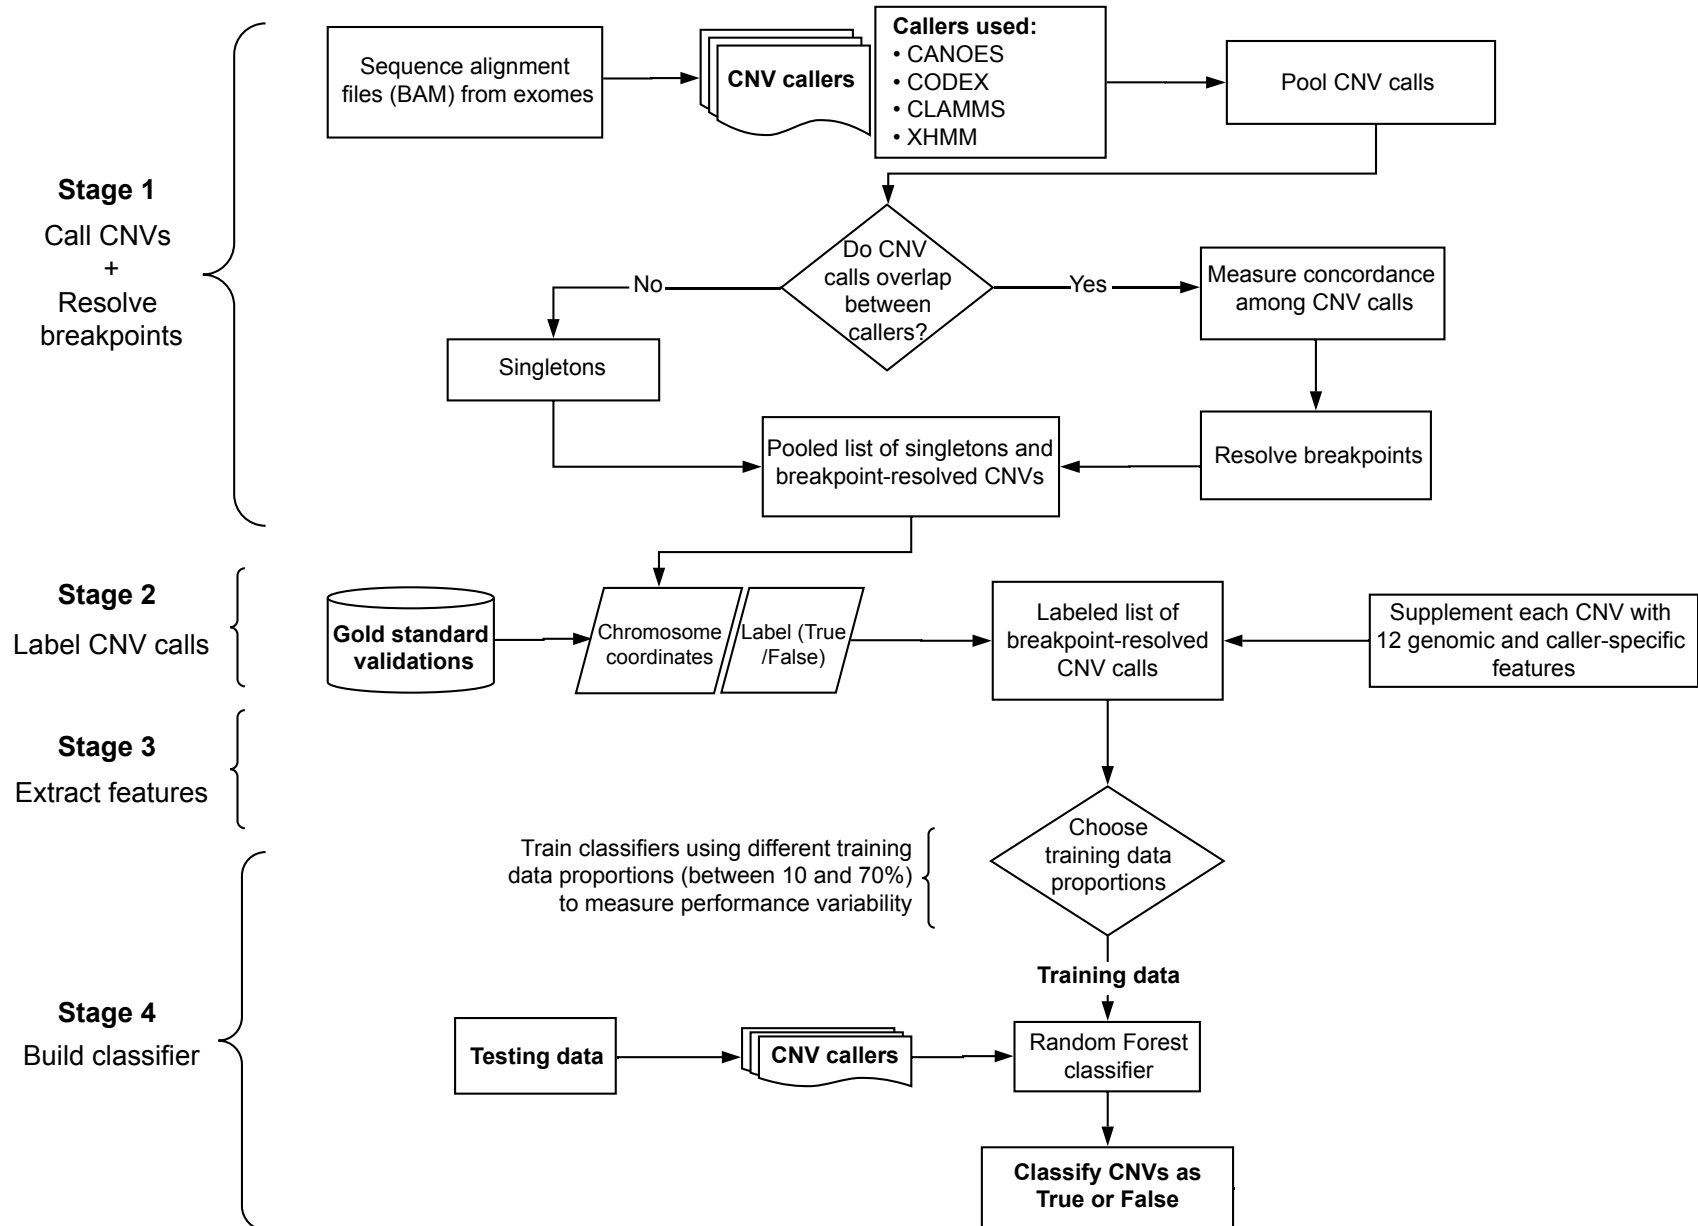 Stage 1
Call CNVs
+
Resolve
breakpoints
Sequence alignment
files (BAM) from exomes
CNV callers
Callers used:
• CANOES
• CODEX
• CLAMMS
• XHMM
Pool CNV calls
Do CNV
calls overlap
between
callers?
No
Yes
Singletons
Measure concordance
among CNV calls
Resolve breakpoints
Pooled list of singletons and
breakpoint-resolved CNVs
Stage 2
Label CNV calls
Gold standard
validations
Chromosome
coordinates
Label (True
/False)
Labeled list of
breakpoint-resolved
CNV calls
Supplement each CNV with
12 genomic and caller-specific
features
Stage 3
Extract features
Train classifiers using different training
data proportions (between 10 and 70%)
to measure performance variability
Choose
training data
proportions
Training data
Stage 4
Build classifier
Testing data
CNV callers
Random Forest
classifier
Classify CNVs as
True or False